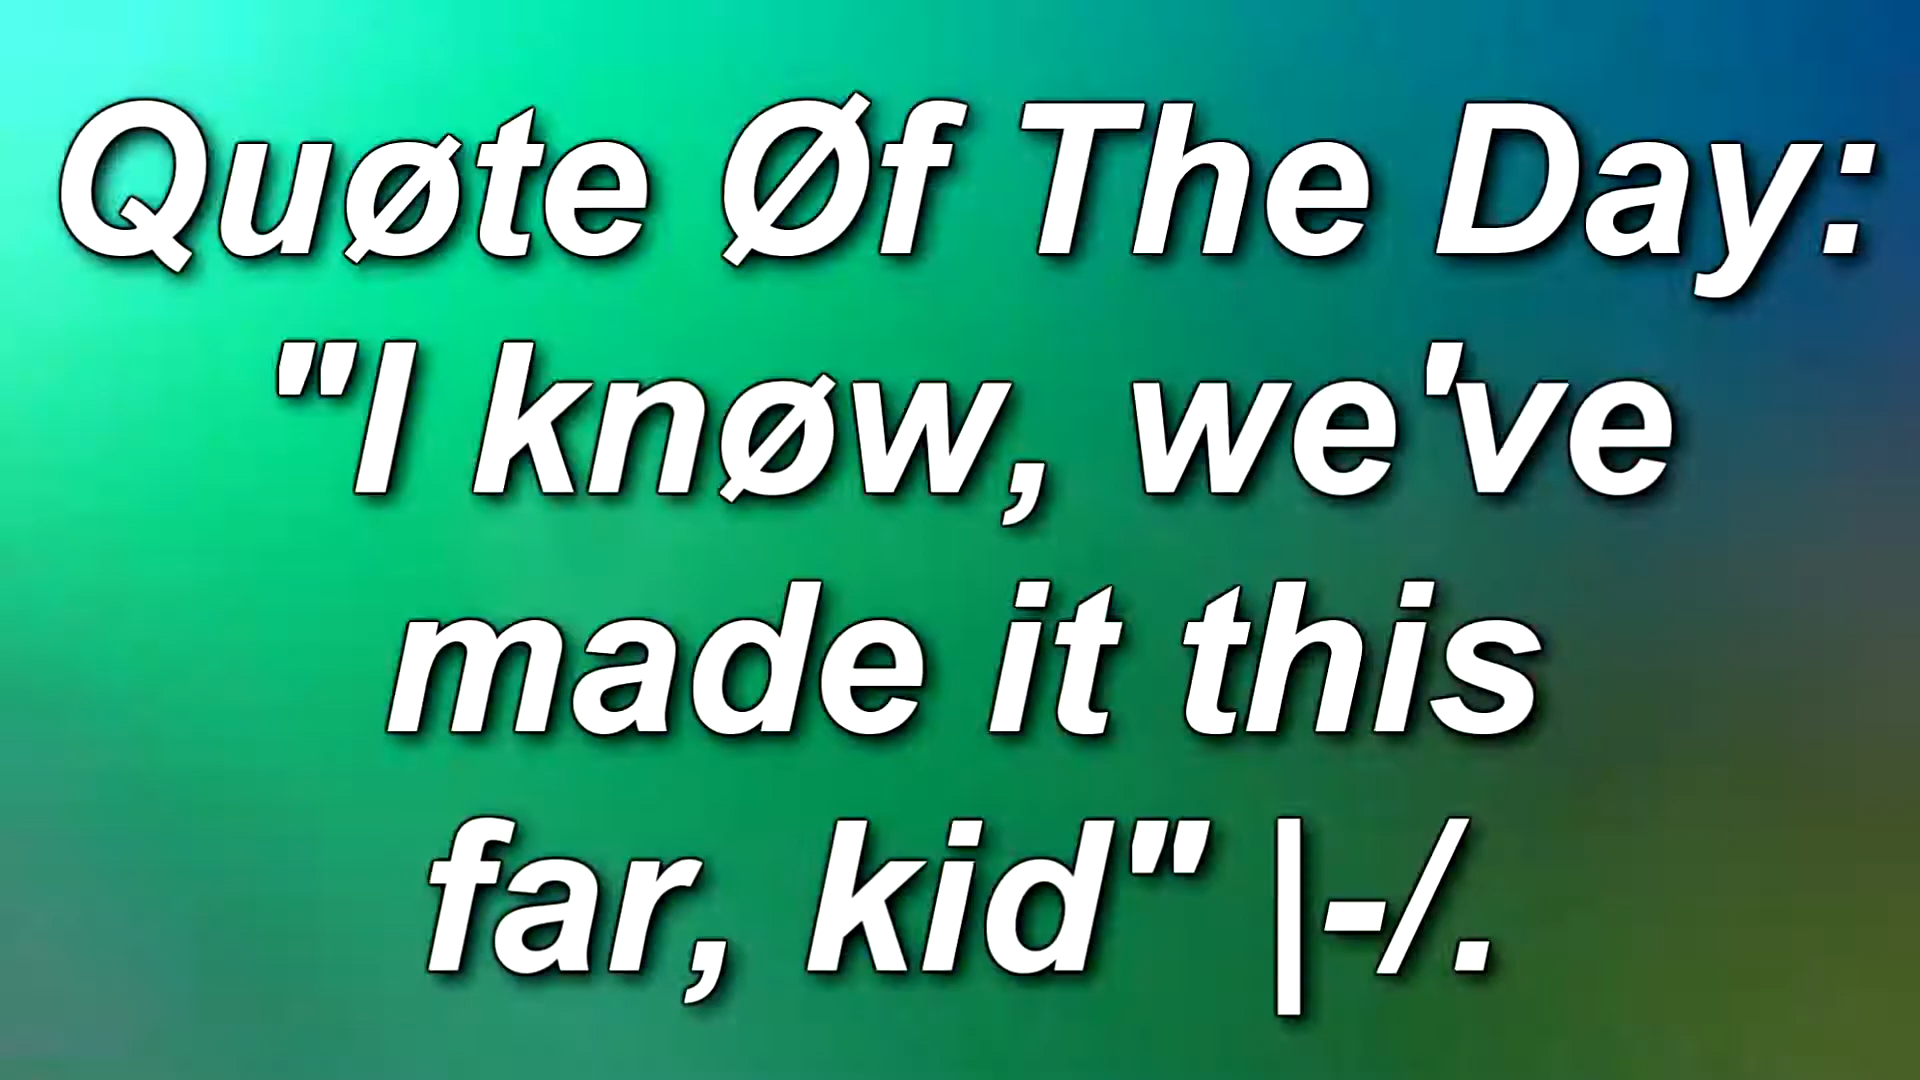 Quøte Øf The Day:
"I knøw, we've
made it this
far, kid" |-/.